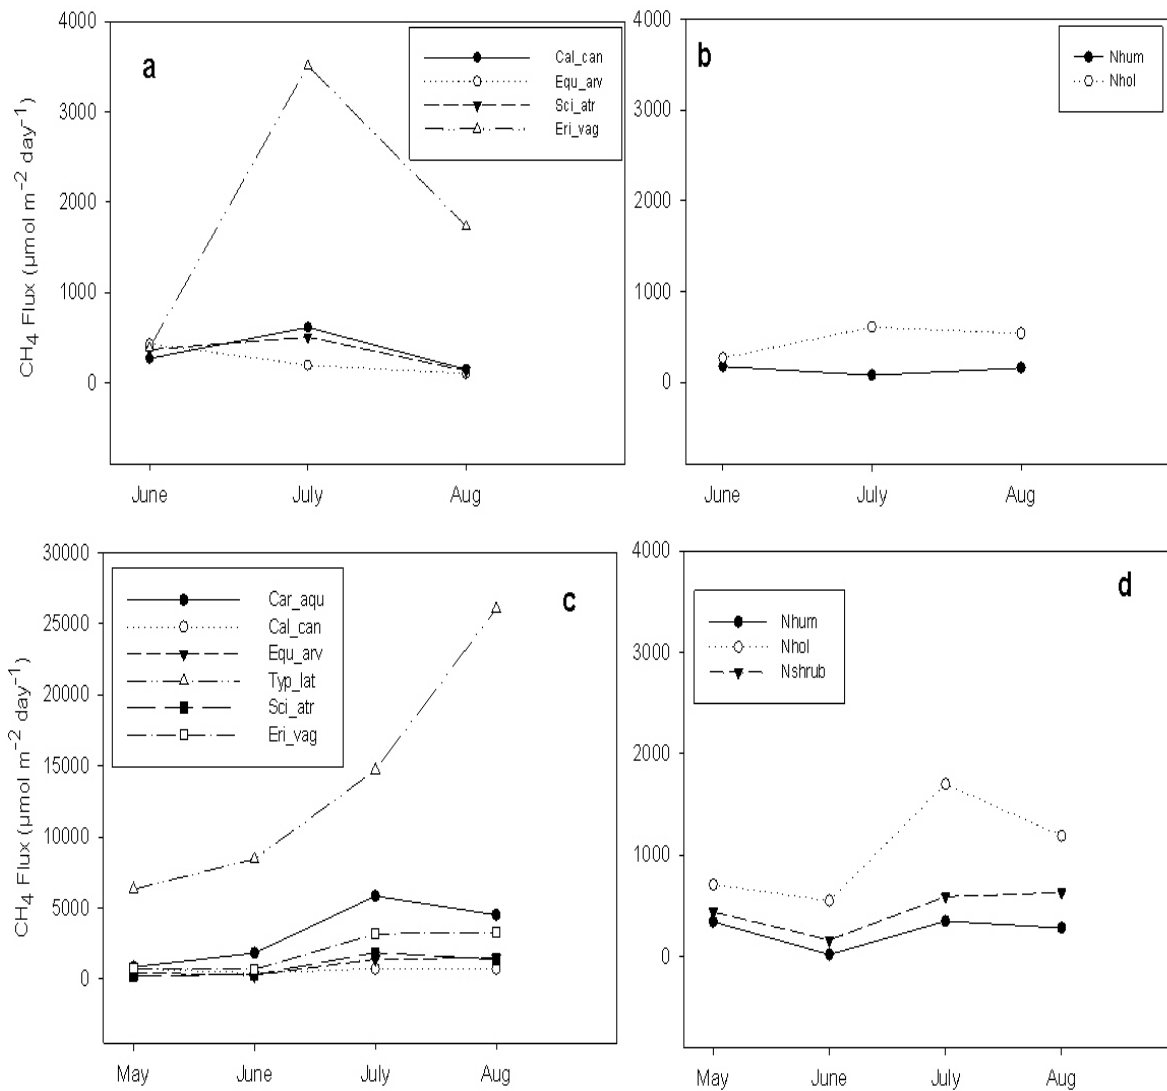 a
4000
3000
2000
1000
0
CH4 Flux (µmol m−2 day−1)
Cal_can
Equ_arv
Sci_atr
Eri_vag
June July Aug
b
4000
3000
2000
1000
0
Nhum
Nhol
June July Aug
c
30000
25000
20000
15000
10000
5000
0
CH4 Flux (µmol m−2 day−1)
Car_aqu
Cal_can
Equ_arv
Typ_lat
Sci_atr
Eri_vag
May June July Aug
d
4000
3000
2000
1000
0
Nhum
Nhol
Nshrub
May June July Aug